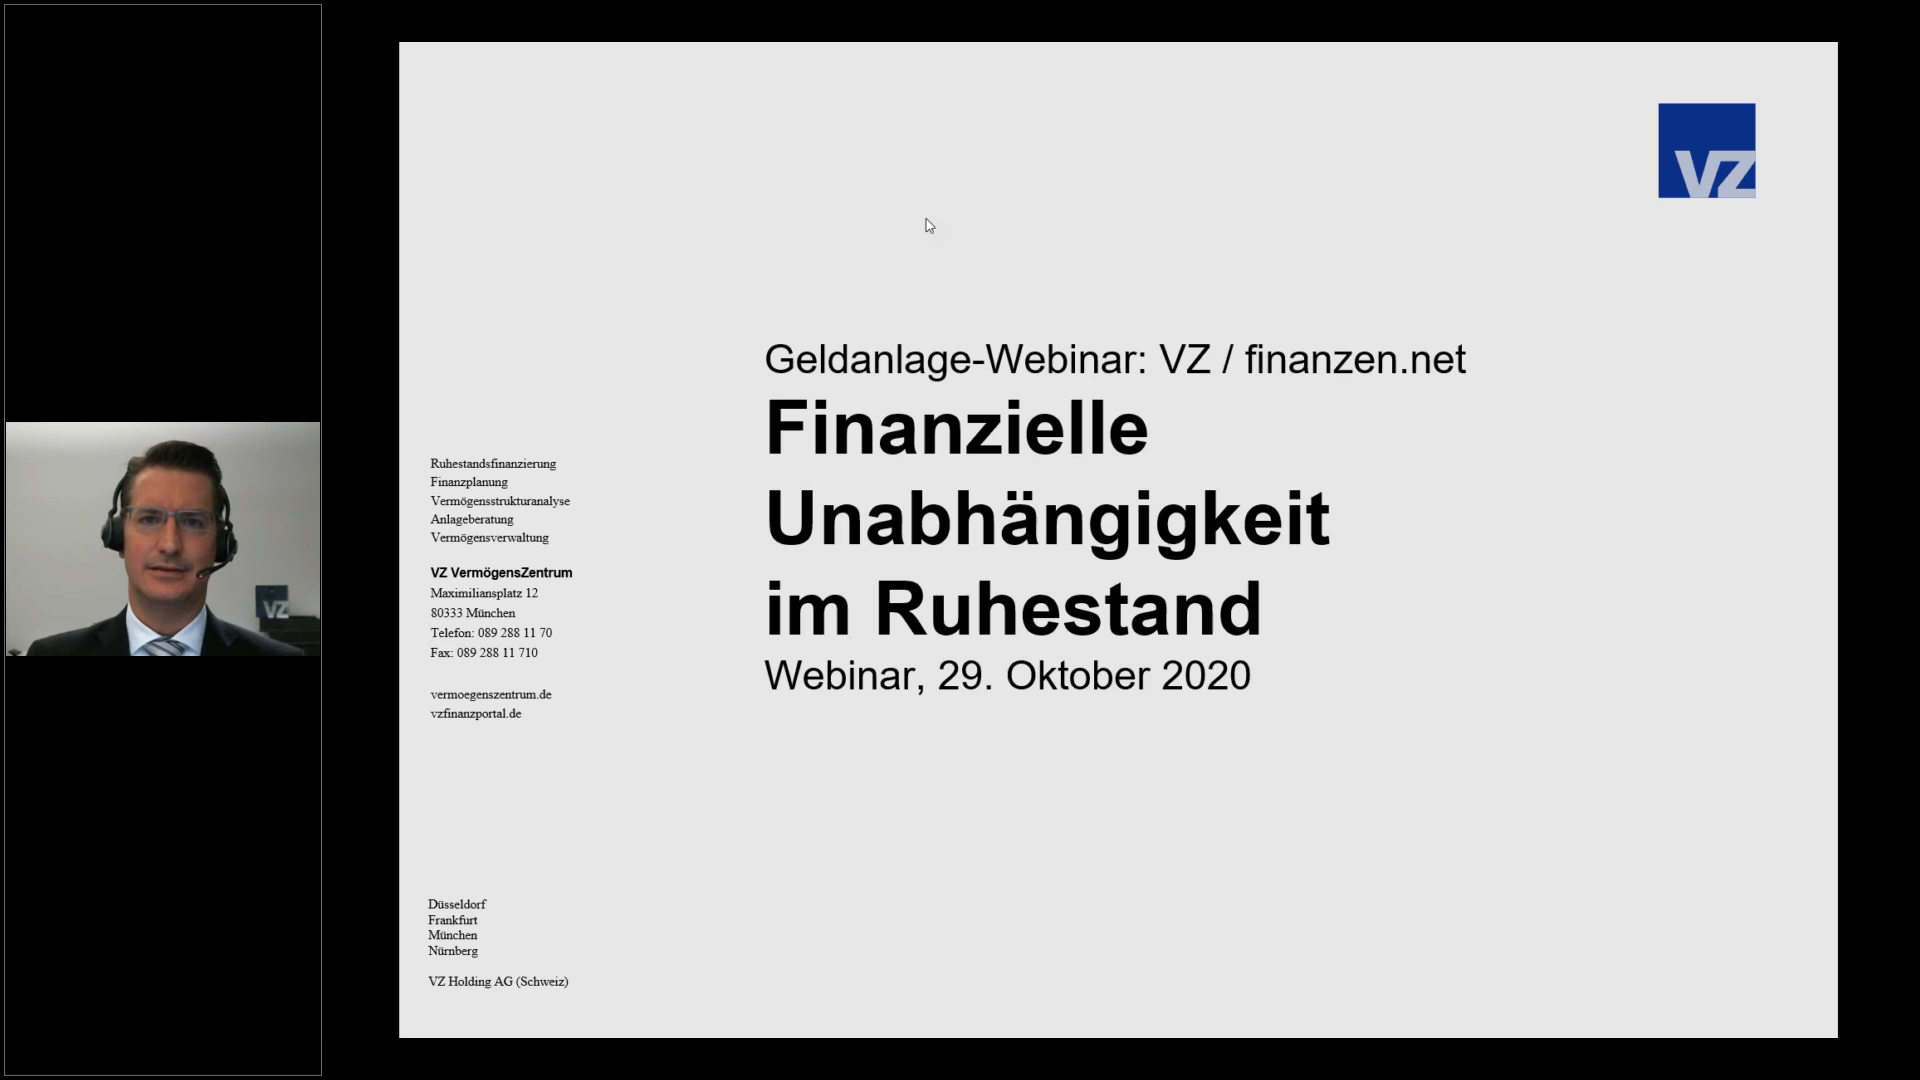 VZ
Geldanlage-Webinar: VZ / finanzen.net
Finanzielle
Unabhängigkeit
im Ruhestand
Webinar, 29. Oktober 2020
Ruhestandsfinanzierung
Finanzplanung
Vermögensstrukturanalyse
Anlageberatung
Vermögensverwaltung
VZ VermögensZentrum
Maximiliansplatz 12
80333 München
Telefon: 089 288 11 70
Fax: 089 288 11 710
vermoegenszentrum.de
vzfinanzportal.de
Düsseldorf
Frankfurt
München
Nürnberg
VZ Holding AG (Schweiz)
VZ